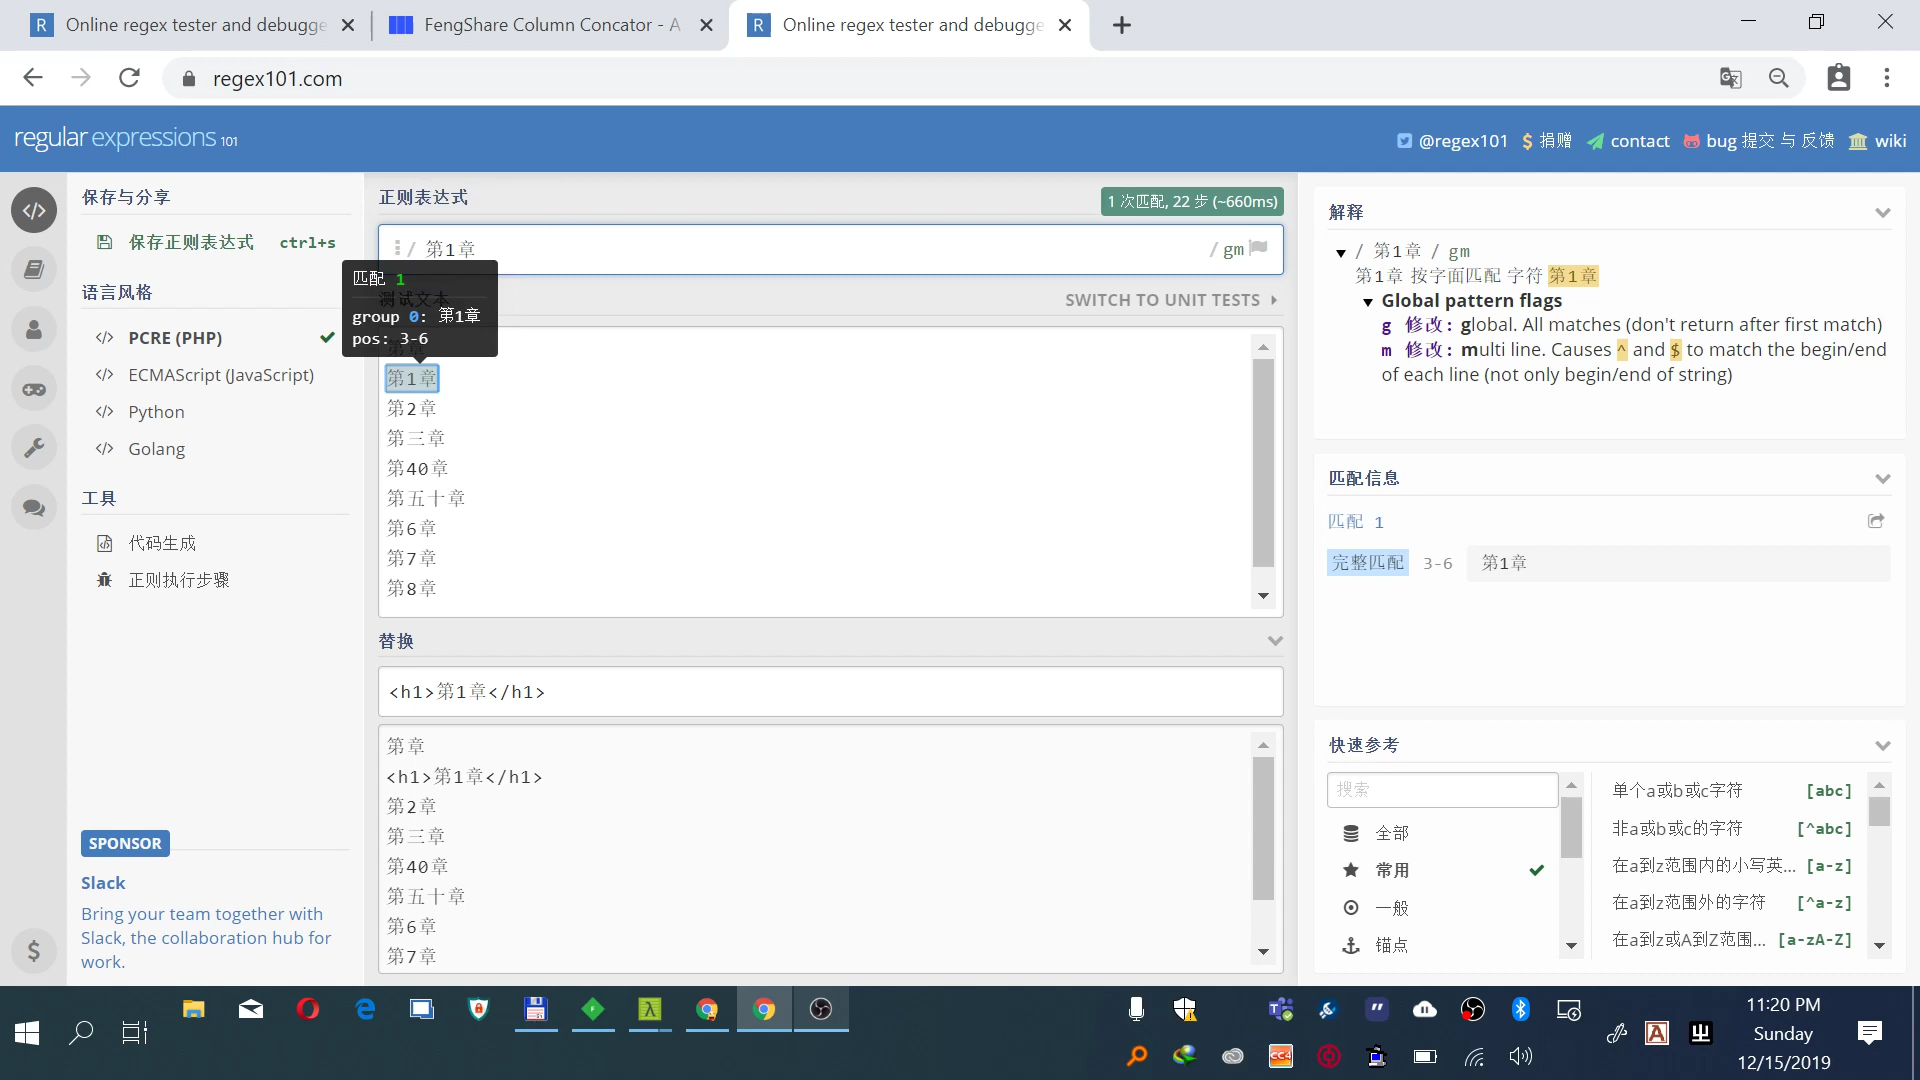 Online regex tester and debugge
FengShare Column Concator - A
Online regex tester and debugge
regex101.com
regular expressions 101
@regex101
$ 捐赠
contact
bug 提交 与 反馈
wiki
保存与分享
保存正则表达式 ctrl+s
语言风格
</> PCRE (PHP)
</> ECMAScript (JavaScript)
</> Python
</> Golang
工具
代码生成
正则执行步骤
SPONSOR
Slack
Bring your team together with
Slack, the collaboration hub for
work.
正则表达式
1 次匹配, 22 步 (~660ms)
/ 第1章 / gm
匹配 1
group 0: 第1章
pos: 3-6
测试文本
SWITCH TO UNIT TESTS
第1章
第2章
第三章
第40章
第五十章
第6章
第7章
第8章
替换
<h1>第1章</h1>
第章
<h1>第1章</h1>
第2章
第三章
第40章
第五十章
第6章
第7章
解释
/ 第1章 / gm
第1章 按字面匹配 字符 第1章
Global pattern flags
g 修改: global. All matches (don't return after first match)
m 修改: multi line. Causes ^ and $ to match the begin/end
of each line (not only begin/end of string)
匹配信息
匹配 1
完整匹配 3-6 第1章
快速参考
搜索
全部
常用
一般
锚点
单个a或b或c字符 [abc]
非a或b或c的字符 [^abc]
在a到z范围内的小写英... [a-z]
在a到z范围外的字符 [^a-z]
在a到z或A到Z范围... [a-zA-Z]
11:20 PM
Sunday
12/15/2019